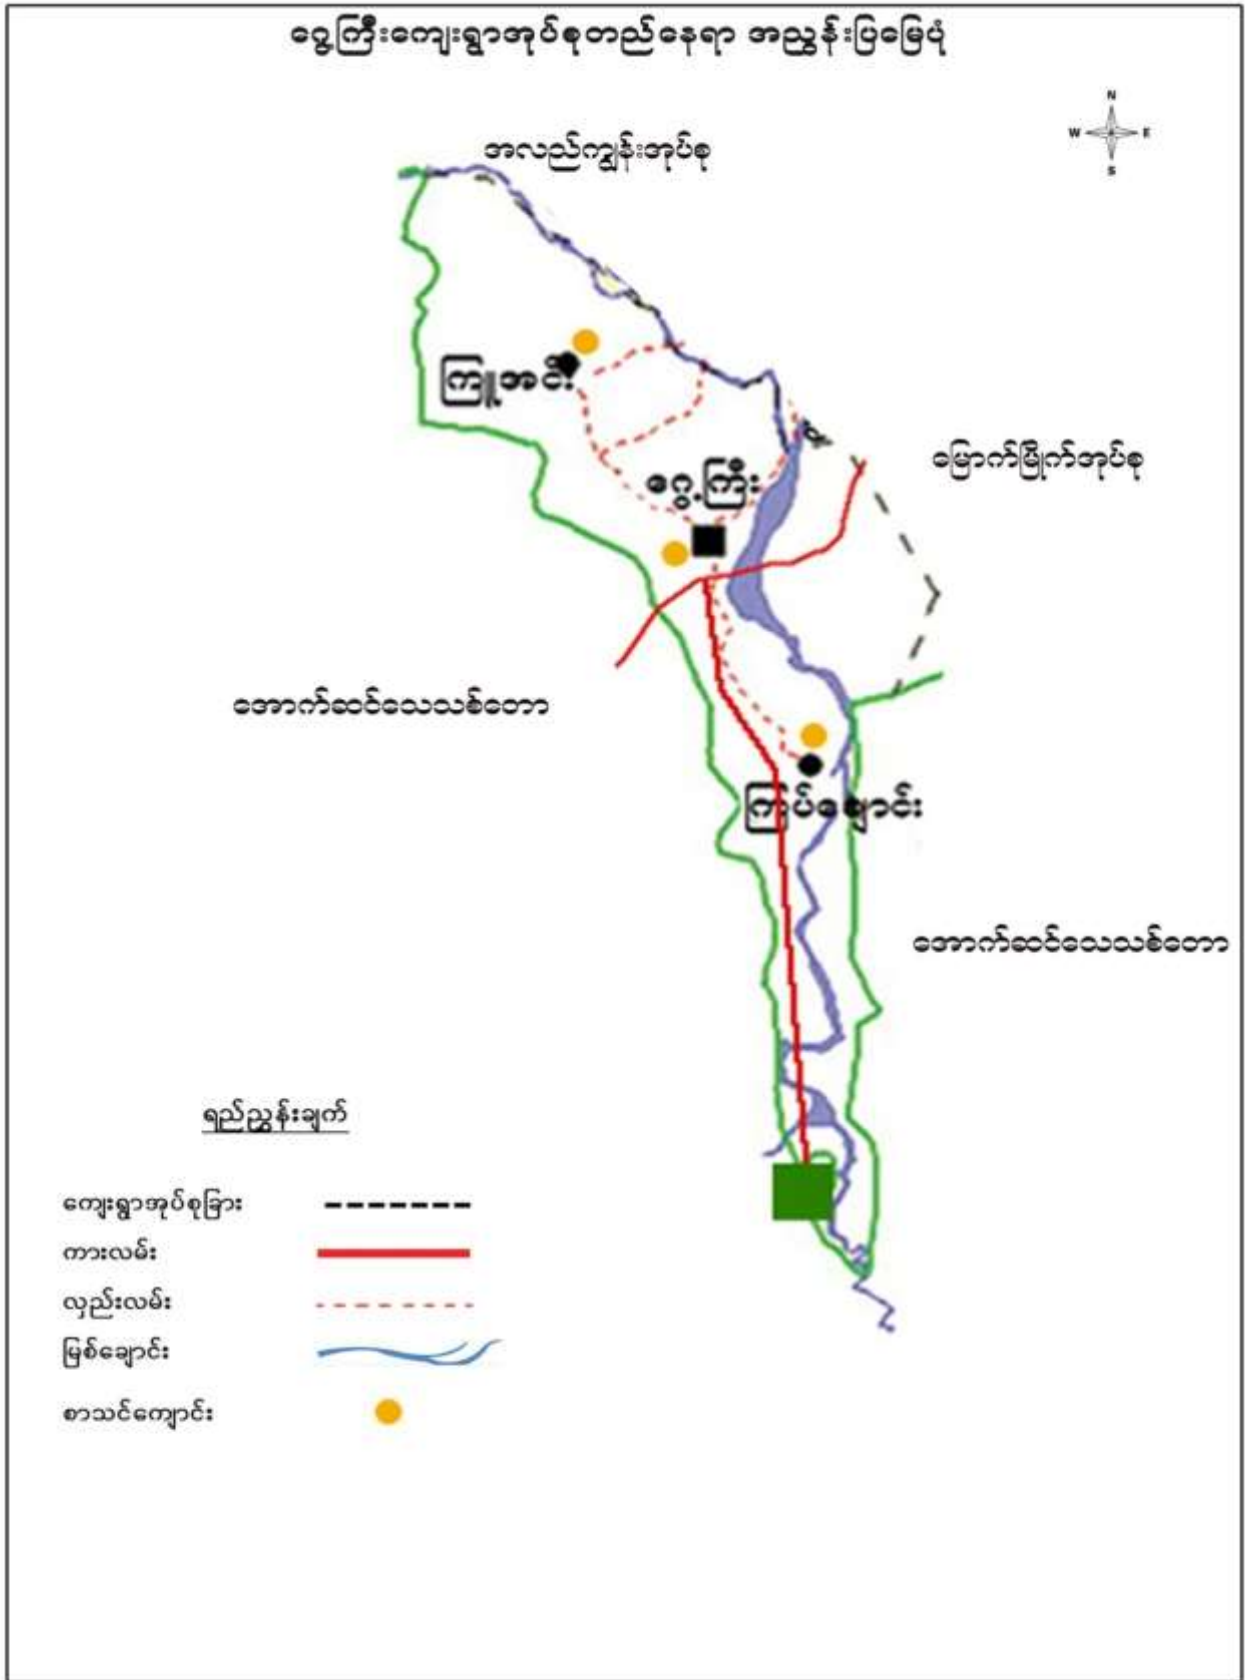 ငွေ့ကြီးကျေးရွာအုပ်စုတည်နေရာ အညွှန်းပြမြေပုံ
N
W E
S
အလည်ကျွန်းအုပ်စု
ကြူအင်း
မြောက်မြိုက်အုပ်စု
ငွေ့ကြီး
အောက်ဆင်သေသစ်တော
ကြပ်ချောင်း
အောက်ဆင်သေသစ်တော
ရည်ညွှန်းချက်
ကျေးရွာအုပ်စုခြား
ကားလမ်း
လှည်းလမ်း
မြစ်ချောင်း
စာသင်ကျောင်း